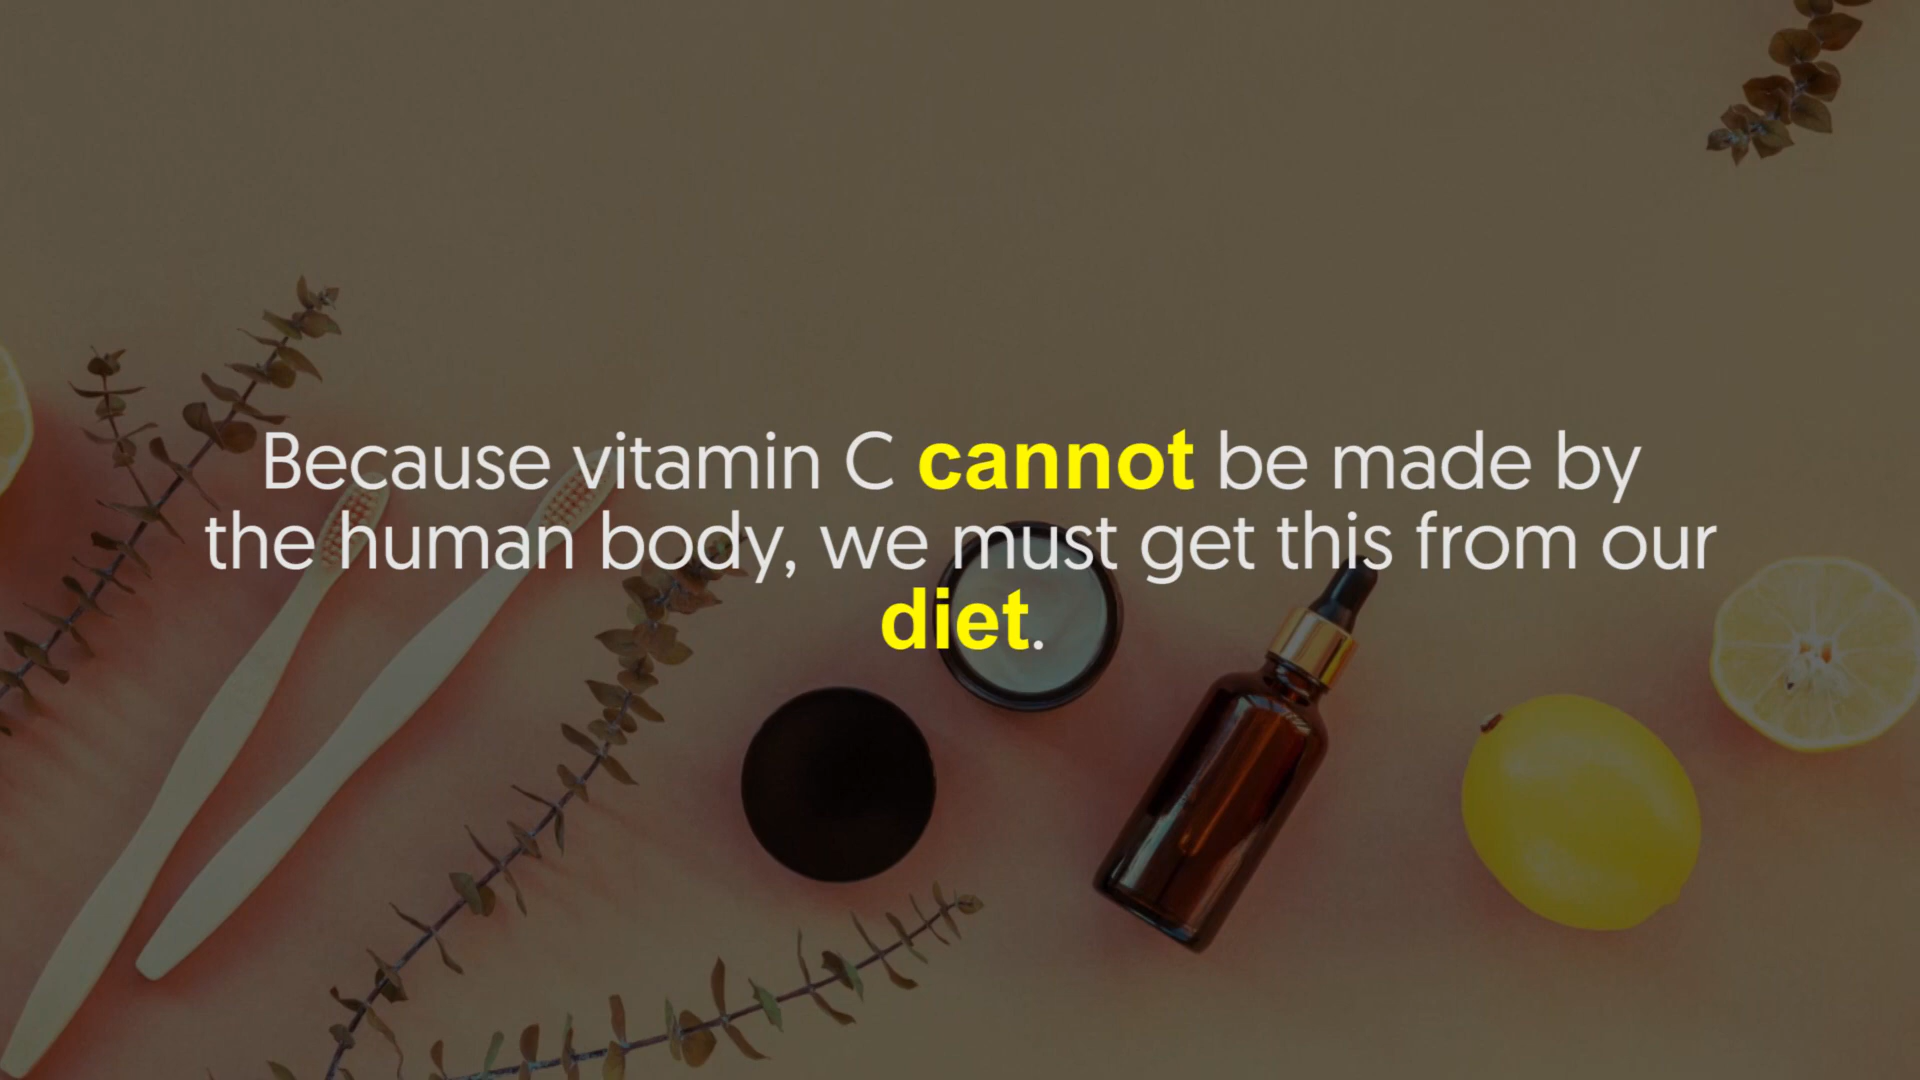 Because vitamin C cannot be made by
the human body, we must get this from our
diet.